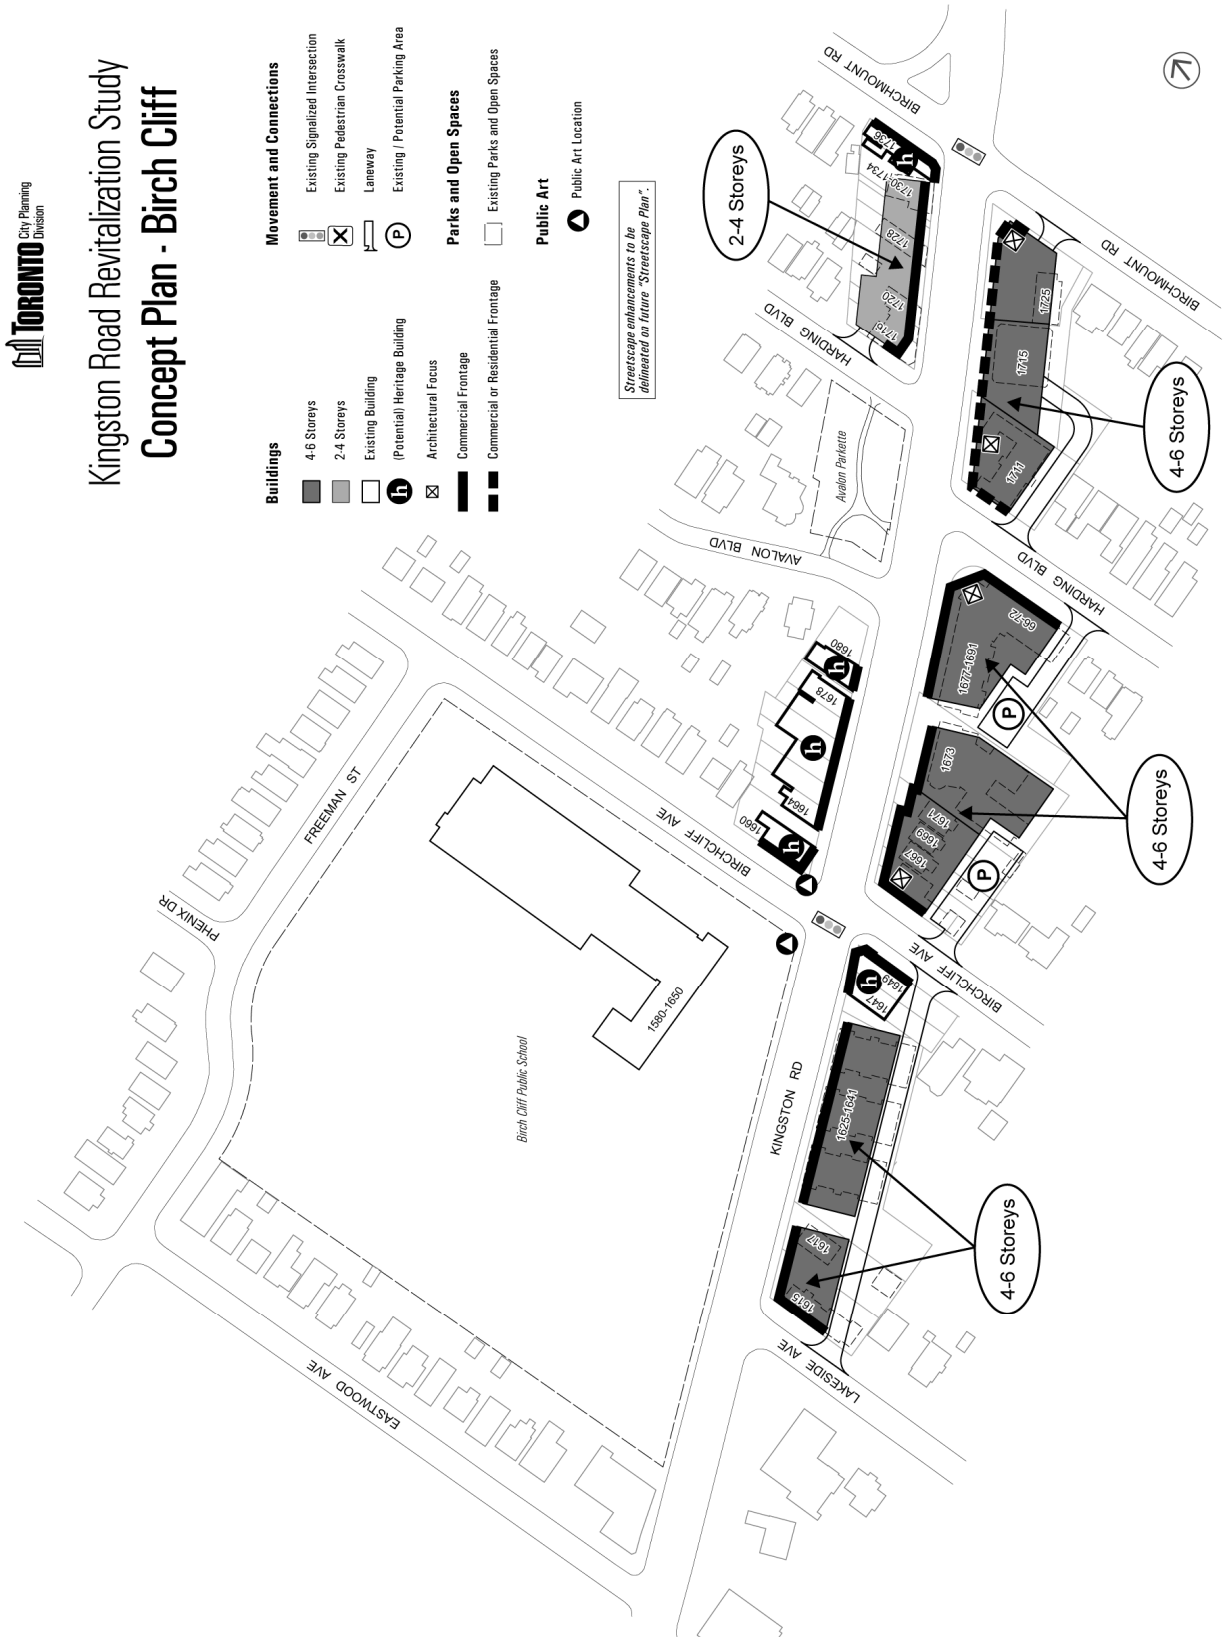 TORONTO City Planning
Division
Kingston Road Revitalization Study
Concept Plan - Birch Cliff
Buildings
4-6 Storeys
2-4 Storeys
Existing Building
h (Potential) Heritage Building
Architectural Focus
Commercial Frontage
Commercial or Residential Frontage
Movement and Connections
Existing Signalized Intersection
Existing Pedestrian Crosswalk
Laneway
P Existing / Potential Parking Area
Parks and Open Spaces
Existing Parks and Open Spaces
Public Art
Public Art Location
Streetscape enhancements to be
delineated on future "Streetscape Plan".
PHENIX DR
FREEMAN ST
EASTWOOD AVE
Birch Cliff Public School
1580-1650
BIRCHCLIFF AVE
AVALON BLVD
Avalon Parkette
HARDING BLVD
BIRCHMOUNT RD
2-4 Storeys
1660
h
1664
h
1678
h
1680
1716
1720
1728
1730-1734
h
1736
KINGSTON RD
LAKESIDE AVE
1615
1617
1625-1641
4-6 Storeys
1647
h
1649
BIRCHCLIFF AVE
1667
1669
1671
1673
P
P
1677-1691
66-72
4-6 Storeys
HARDING BLVD
1711
1715
1725
4-6 Storeys
BIRCHMOUNT RD